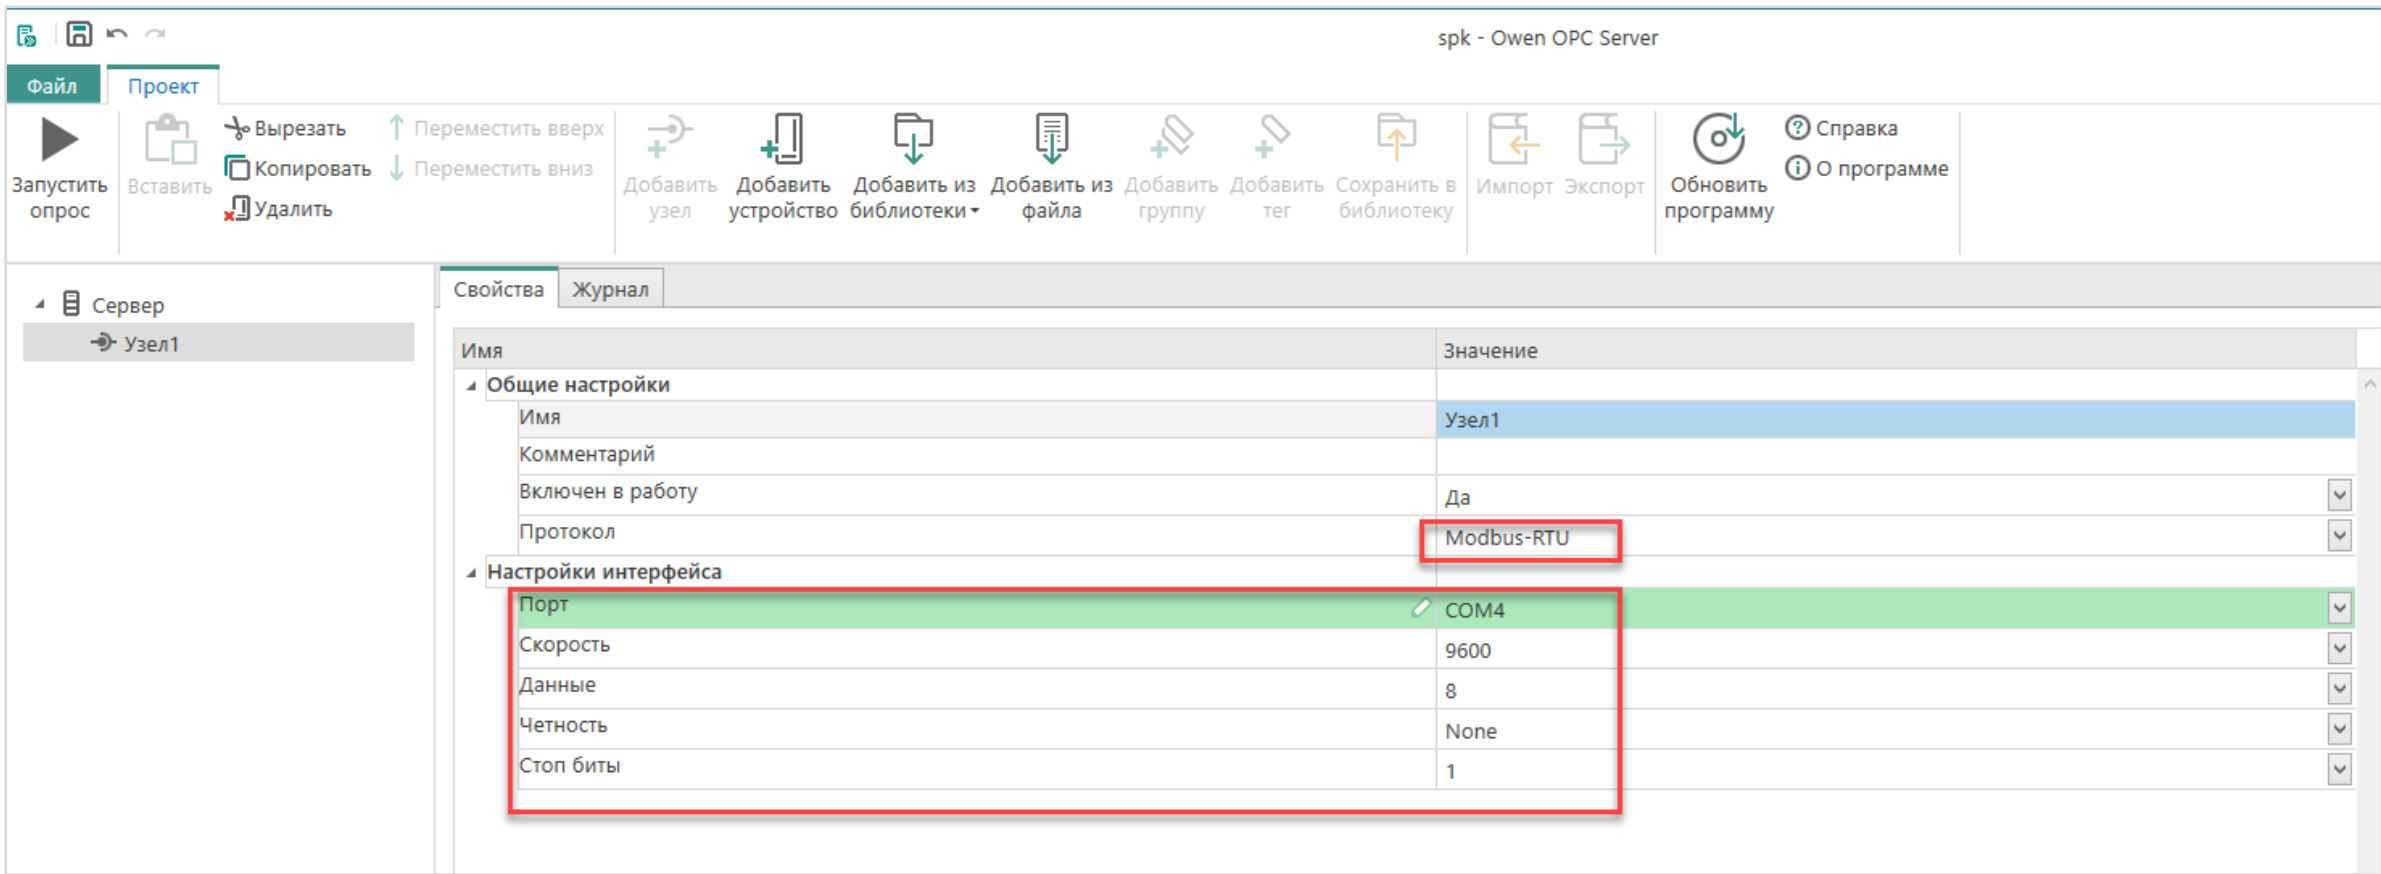 spk - Owen OPC Server
Файл Проект
Запустить опрос
Вставить
Вырезать
Копировать
Удалить
Переместить вверх
Переместить вниз
Добавить узел
Добавить устройство
Добавить из библиотеки
Добавить из файла
Добавить группу
Добавить тег
Сохранить в библиотеку
Импорт
Экспорт
Обновить программу
Справка
О программе
Сервер
Узел1
Свойства Журнал
Имя Значение
Общие настройки
Имя Узел1
Комментарий
Включен в работу Да
Протокол Modbus-RTU
Настройки интерфейса
Порт COM4
Скорость 9600
Данные 8
Четность None
Стоп биты 1